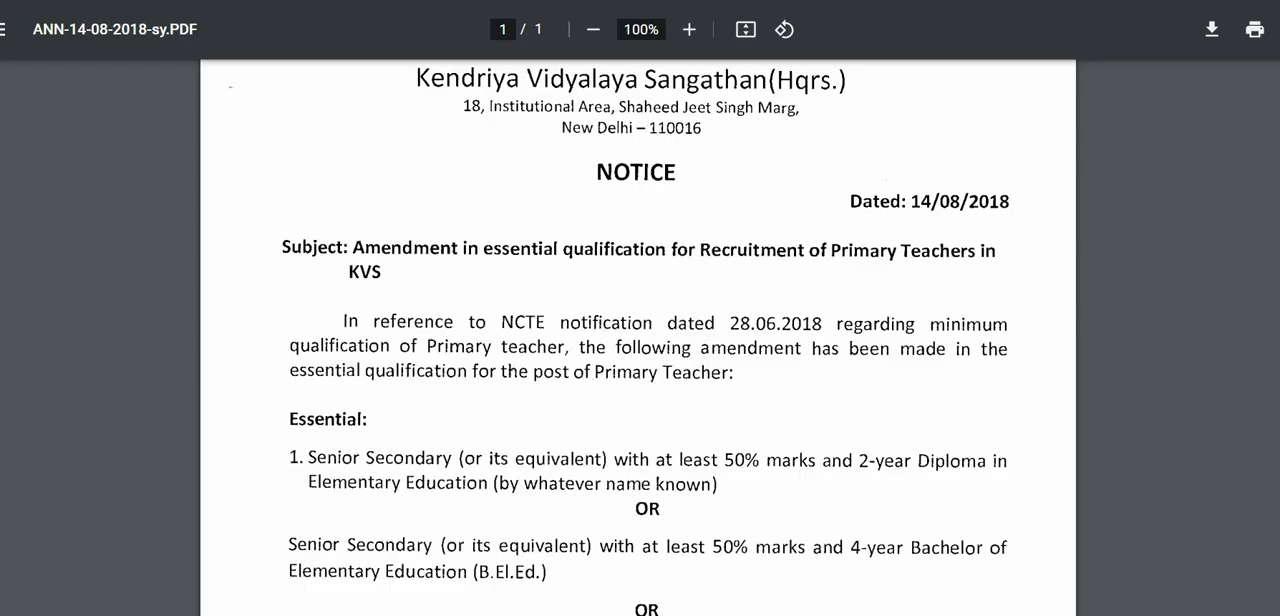 ANN-14-08-2018-sy.PDF 1 / 1 100%
Kendriya Vidyalaya Sangathan(Hqrs.)
18, Institutional Area, Shaheed Jeet Singh Marg,
New Delhi – 110016
NOTICE
Dated: 14/08/2018
Subject: Amendment in essential qualification for Recruitment of Primary Teachers in
KVS
In reference to NCTE notification dated 28.06.2018 regarding minimum
qualification of Primary teacher, the following amendment has been made in the
essential qualification for the post of Primary Teacher:
Essential:
1. Senior Secondary (or its equivalent) with at least 50% marks and 2-year Diploma in
Elementary Education (by whatever name known)
OR
Senior Secondary (or its equivalent) with at least 50% marks and 4-year Bachelor of
Elementary Education (B.El.Ed.)
OR